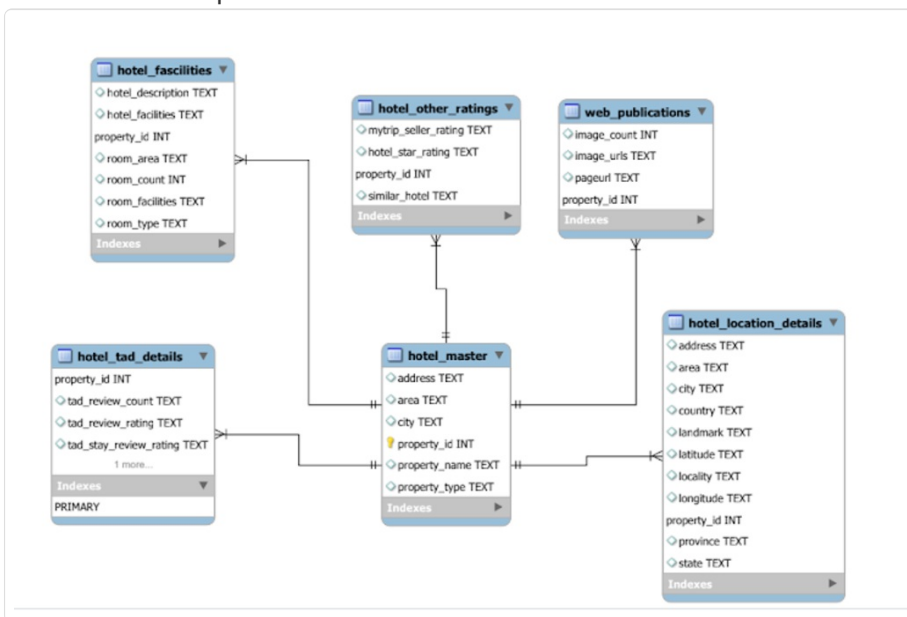 hotel_fascilities
hotel_description TEXT
hotel_facilities TEXT
property_id INT
room_area TEXT
room_count INT
room_facilities TEXT
room_type TEXT
Indexes
hotel_other_ratings
mytrip_seller_rating TEXT
hotel_star_rating TEXT
property_id INT
similar_hotel TEXT
Indexes
web_publications
image_count INT
image_urls TEXT
pageurl TEXT
property_id INT
Indexes
hotel_tad_details
property_id INT
tad_review_count TEXT
tad_review_rating TEXT
tad_stay_review_rating TEXT
1 more...
Indexes
PRIMARY
hotel_master
address TEXT
area TEXT
city TEXT
property_id INT
property_name TEXT
property_type TEXT
Indexes
hotel_location_details
address TEXT
area TEXT
city TEXT
country TEXT
landmark TEXT
latitude TEXT
locality TEXT
longitude TEXT
property_id INT
province TEXT
state TEXT
Indexes